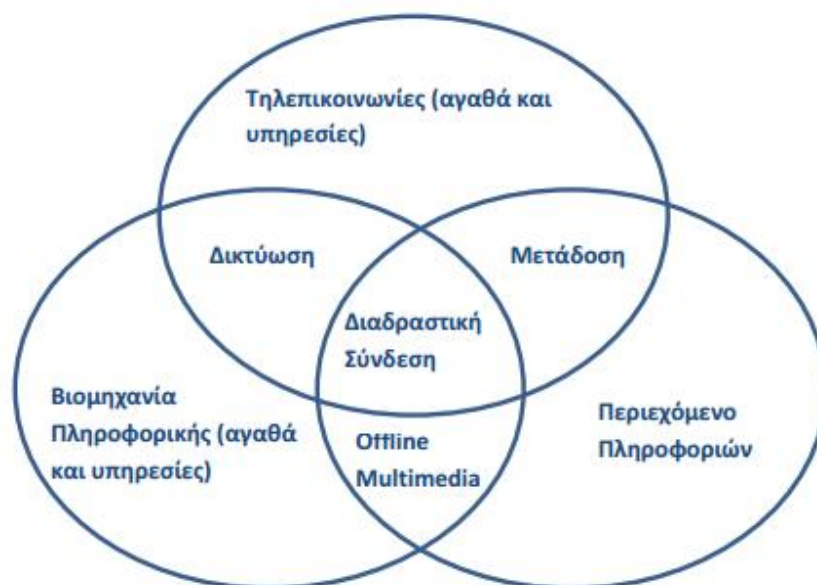 Τηλεπικοινωνίες (αγαθά και
υπηρεσίες)
Δικτύωση
Μετάδοση
Διαδραστική
Σύνδεση
Βιομηχανία
Πληροφορικής (αγαθά
και υπηρεσίες)
Offline
Multimedia
Περιεχόμενο
Πληροφοριών